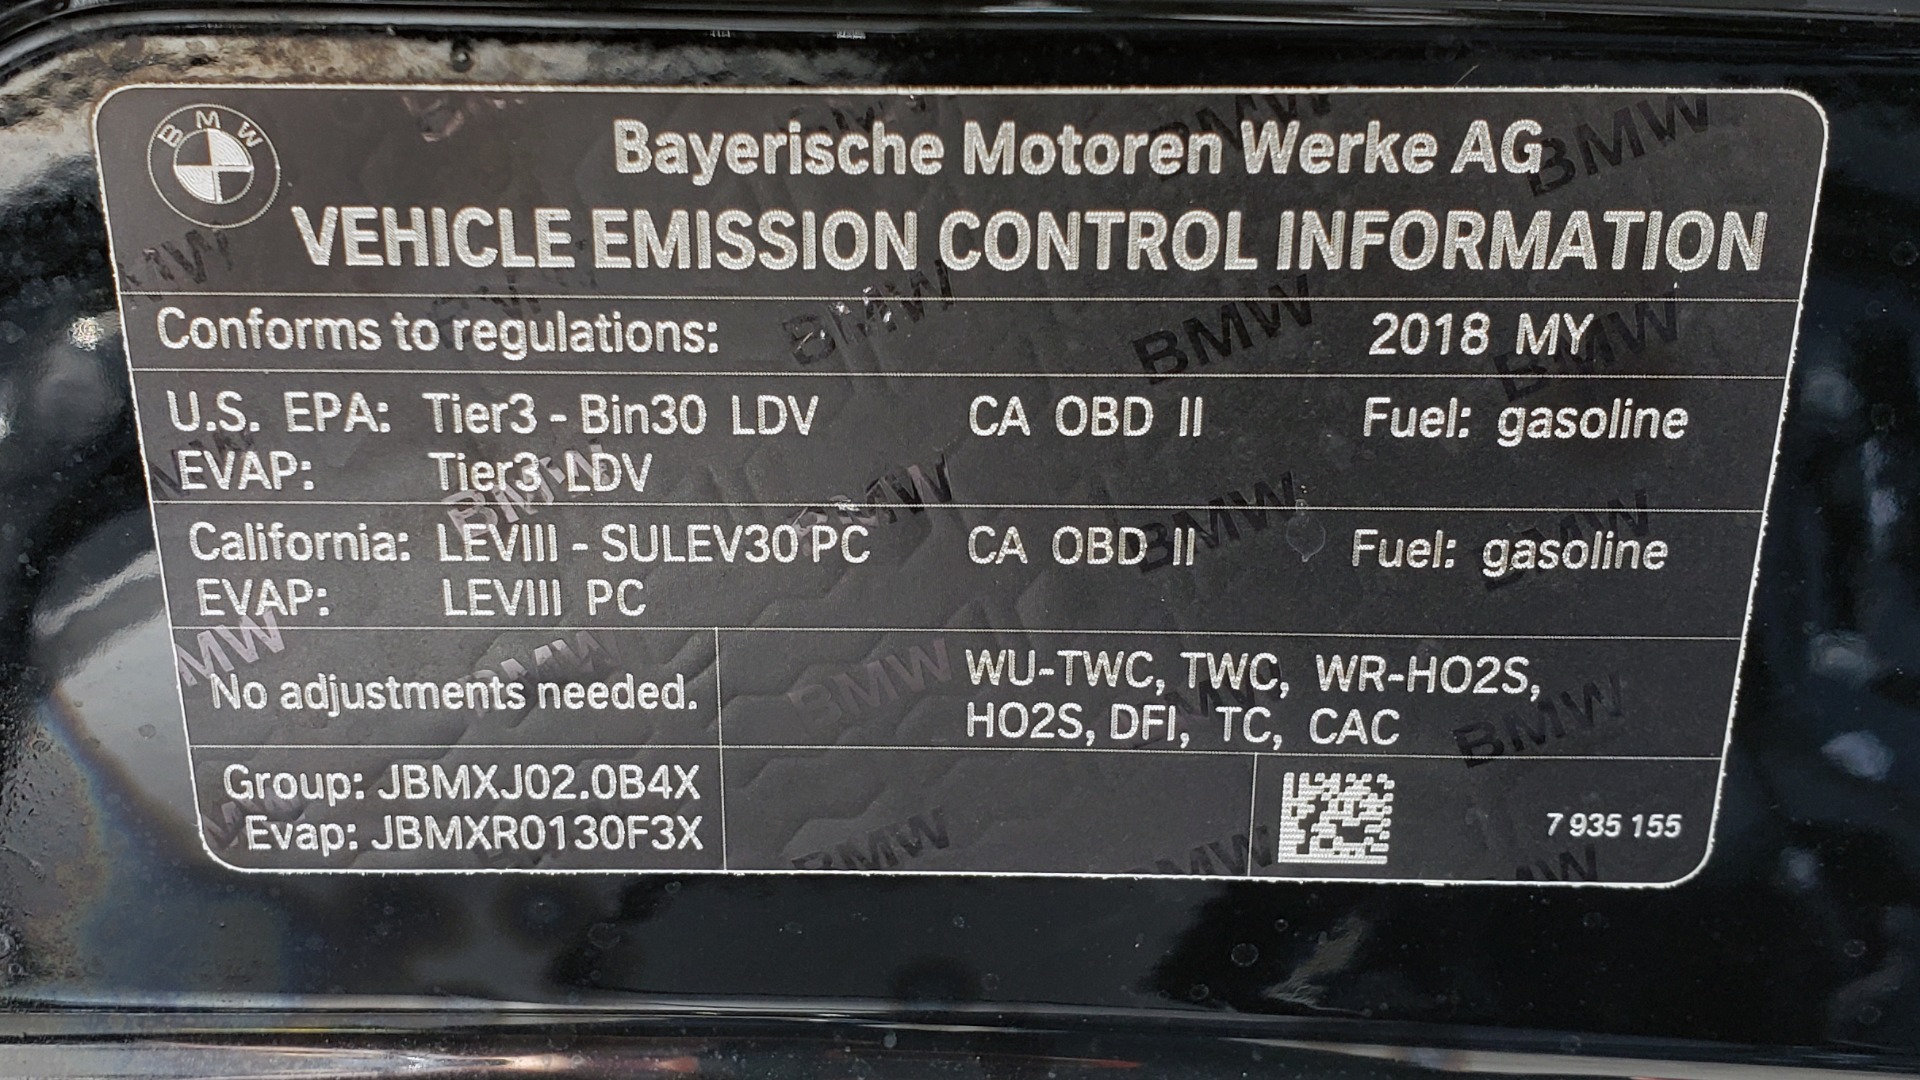 BMW
Bayerische Motoren Werke AG
VEHICLE EMISSION CONTROL INFORMATION
Conforms to regulations: 2018 MY
U.S. EPA: Tier3 - Bin30 LDV CA OBD II Fuel: gasoline
EVAP: Tier3 LDV
California: LEVIII - SULEV30 PC CA OBD II Fuel: gasoline
EVAP: LEVIII PC
No adjustments needed.
WU-TWC, TWC, WR-HO2S,
HO2S, DFI, TC, CAC
Group: JBMXJ02.0B4X
Evap: JBMXR0130F3X
7 935 155